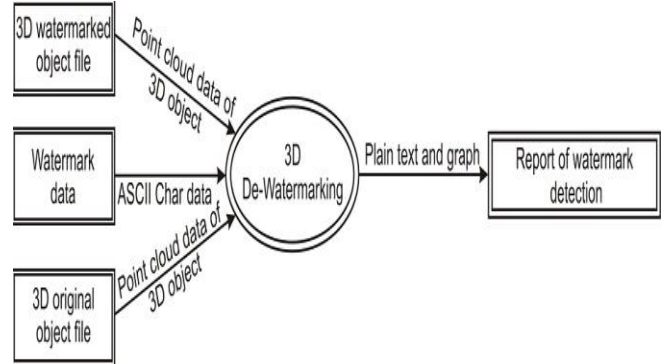 3D watermarked
object file
Point cloud data of
3D object
Watermark
data
ASCII Char data
3D original
object file
Point cloud data of
3D object
3D
De-Watermarking
Plain text and graph
Report of watermark
detection